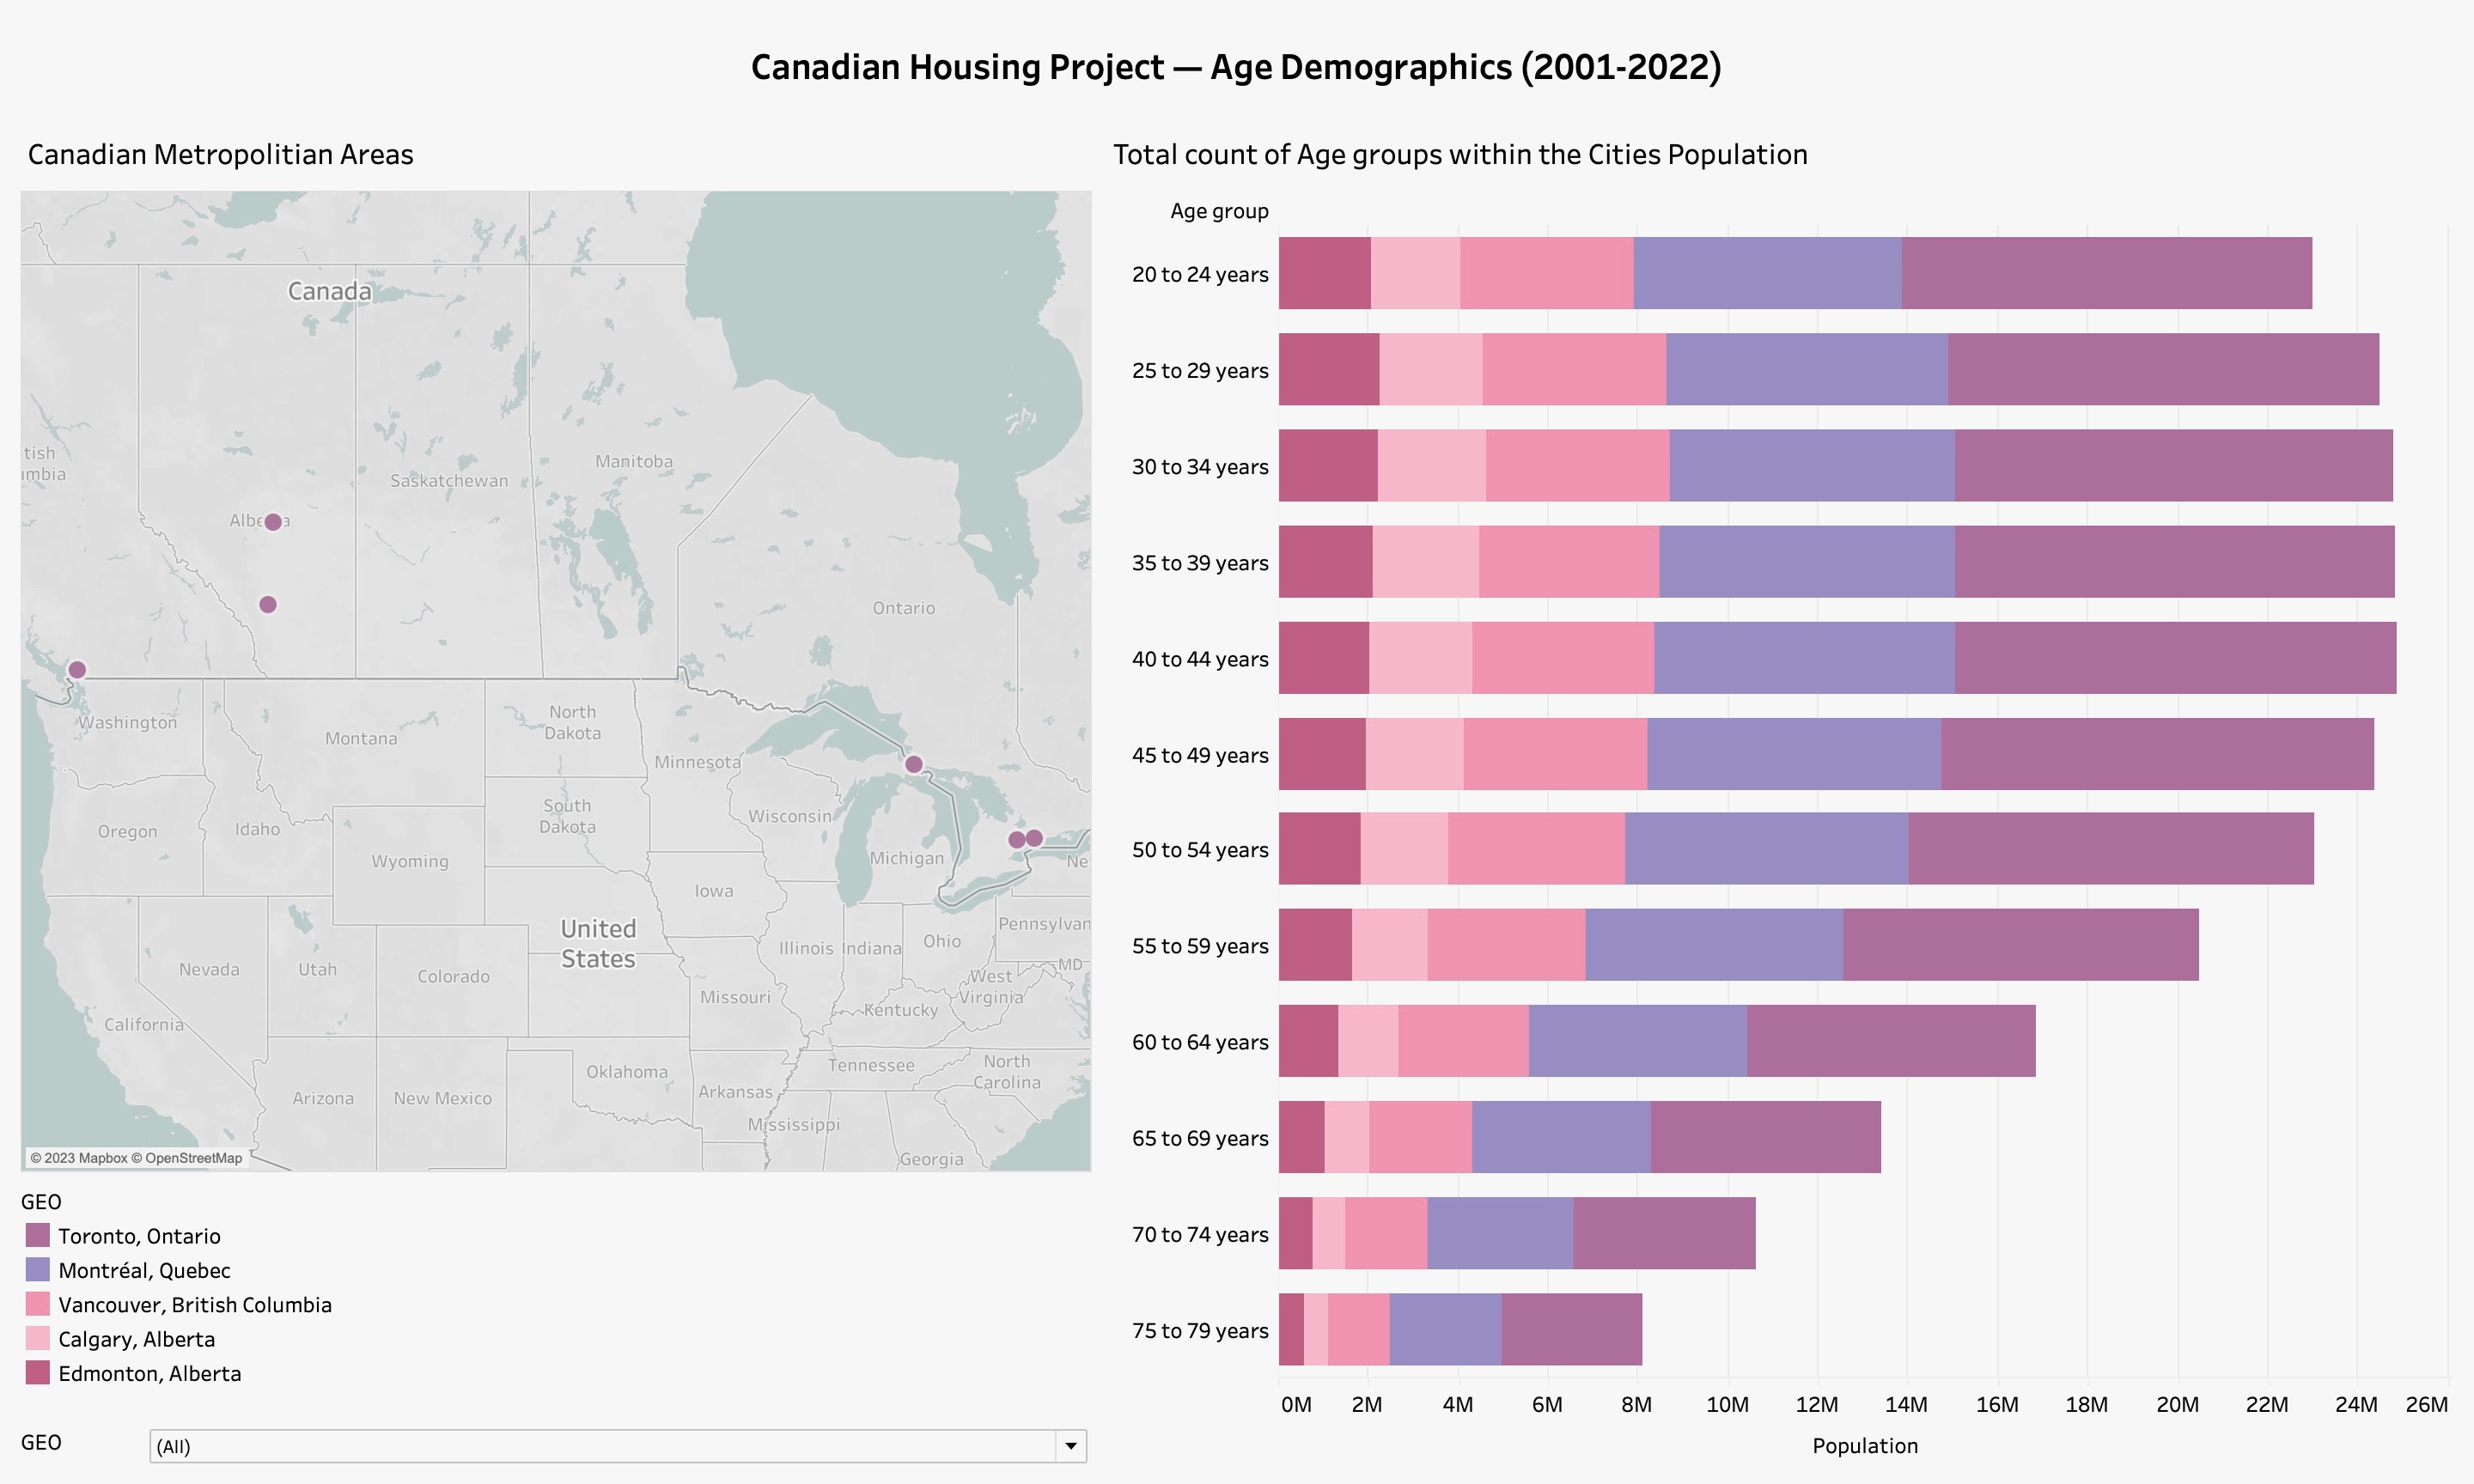 Canadian Housing Project — Age Demographics (2001-2022)
Canadian Metropolitian Areas
Canada
tish
umbia
Manitoba
Saskatchewan
Ontario
Washington
Montana
North
Dakota
Minnesota
Oregon
Idaho
South
Dakota
Wisconsin
Wyoming
Michigan
Ne
Iowa
United
States
Pennsylvan
Nevada
Utah
Colorado
Illinois
Indiana
Ohio
MD
West
Virginia
Missouri
California
Kentucky
Oklahoma
Tennessee
North
Carolina
Arizona
New Mexico
Arkansas
Mississippi
Georgia
© 2023 Mapbox © OpenStreetMap
GEO
Toronto, Ontario
Montréal, Quebec
Vancouver, British Columbia
Calgary, Alberta
Edmonton, Alberta
GEO
(All)
Total count of Age groups within the Cities Population
Age group
20 to 24 years
25 to 29 years
30 to 34 years
35 to 39 years
40 to 44 years
45 to 49 years
50 to 54 years
55 to 59 years
60 to 64 years
65 to 69 years
70 to 74 years
75 to 79 years
0M 2M 4M 6M 8M 10M 12M 14M 16M 18M 20M 22M 24M 26M
Population